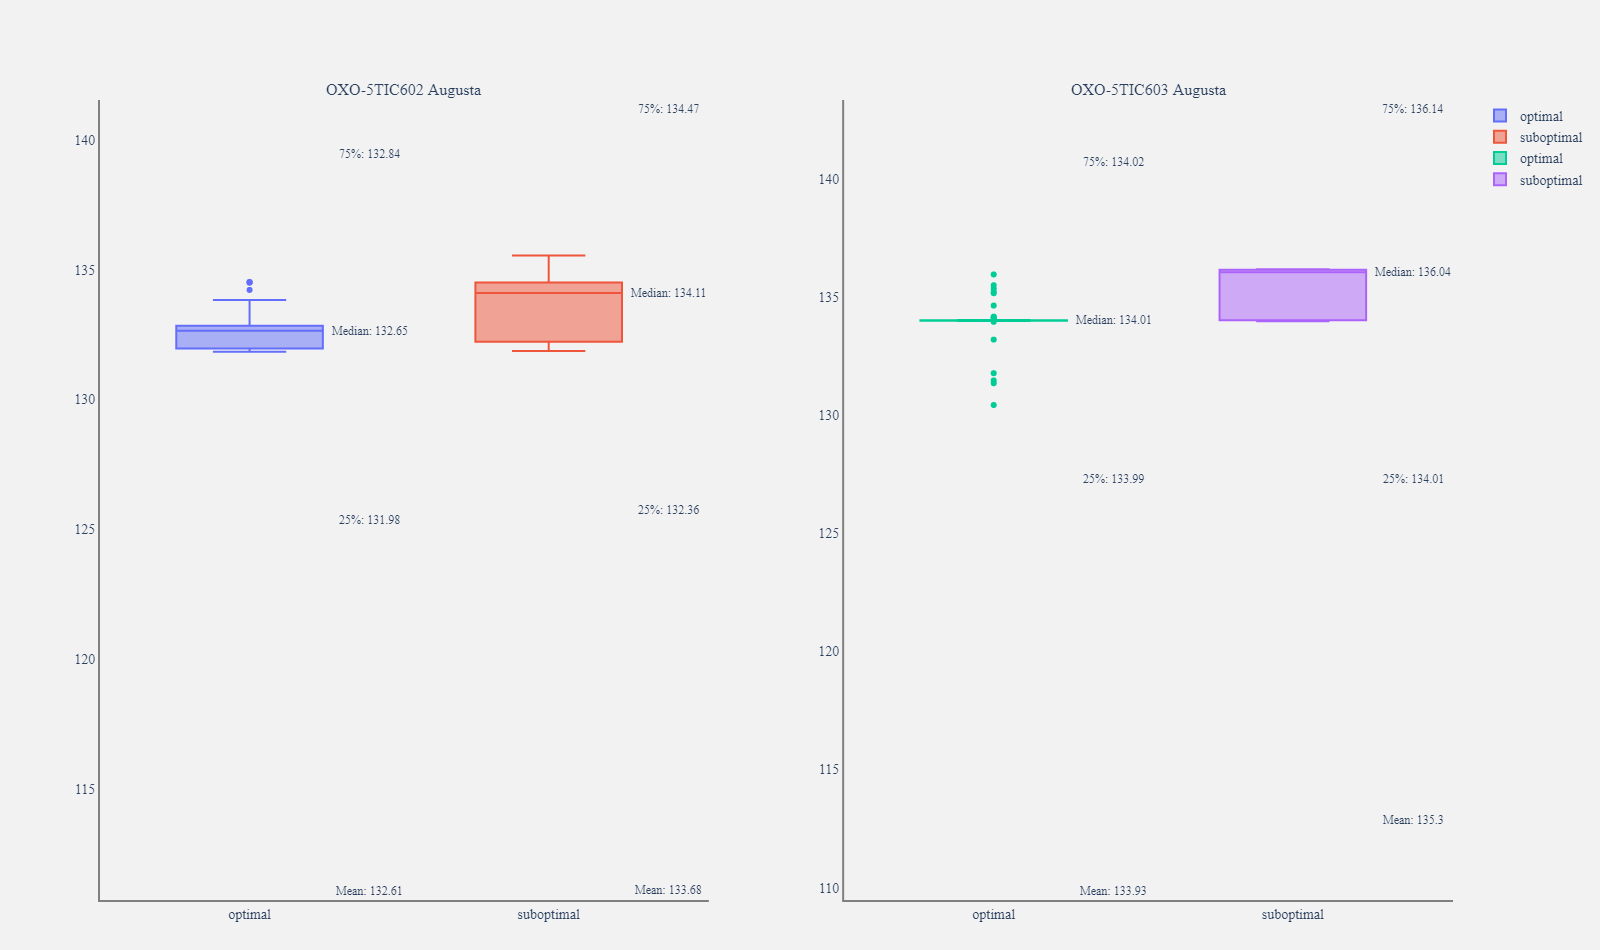 OXO-5TIC602 Augusta
75%: 134.47
140
75%: 132.84
135
Median: 134.11
Median: 132.65
130
125
25%: 132.36
25%: 131.98
120
115
Mean: 132.61
Mean: 133.68
optimal
suboptimal
OXO-5TIC603 Augusta
75%: 136.14
75%: 134.02
140
Median: 136.04
135
Median: 134.01
130
25%: 133.99
25%: 134.01
125
120
115
Mean: 135.3
110
Mean: 133.93
optimal
suboptimal
optimal
suboptimal
optimal
suboptimal